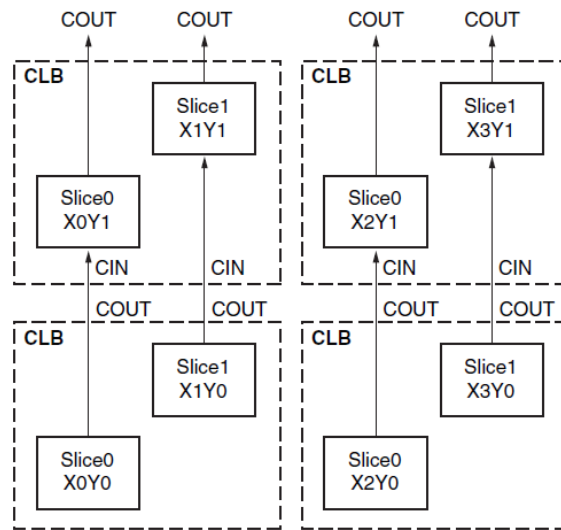 COUT COUT COUT COUT
CLB
Slice1
X1Y1
Slice0
X0Y1
CIN CIN
CLB
Slice1
X3Y1
Slice0
X2Y1
CIN CIN
COUT COUT
CLB
Slice1
X1Y0
Slice0
X0Y0
COUT COUT
CLB
Slice1
X3Y0
Slice0
X2Y0